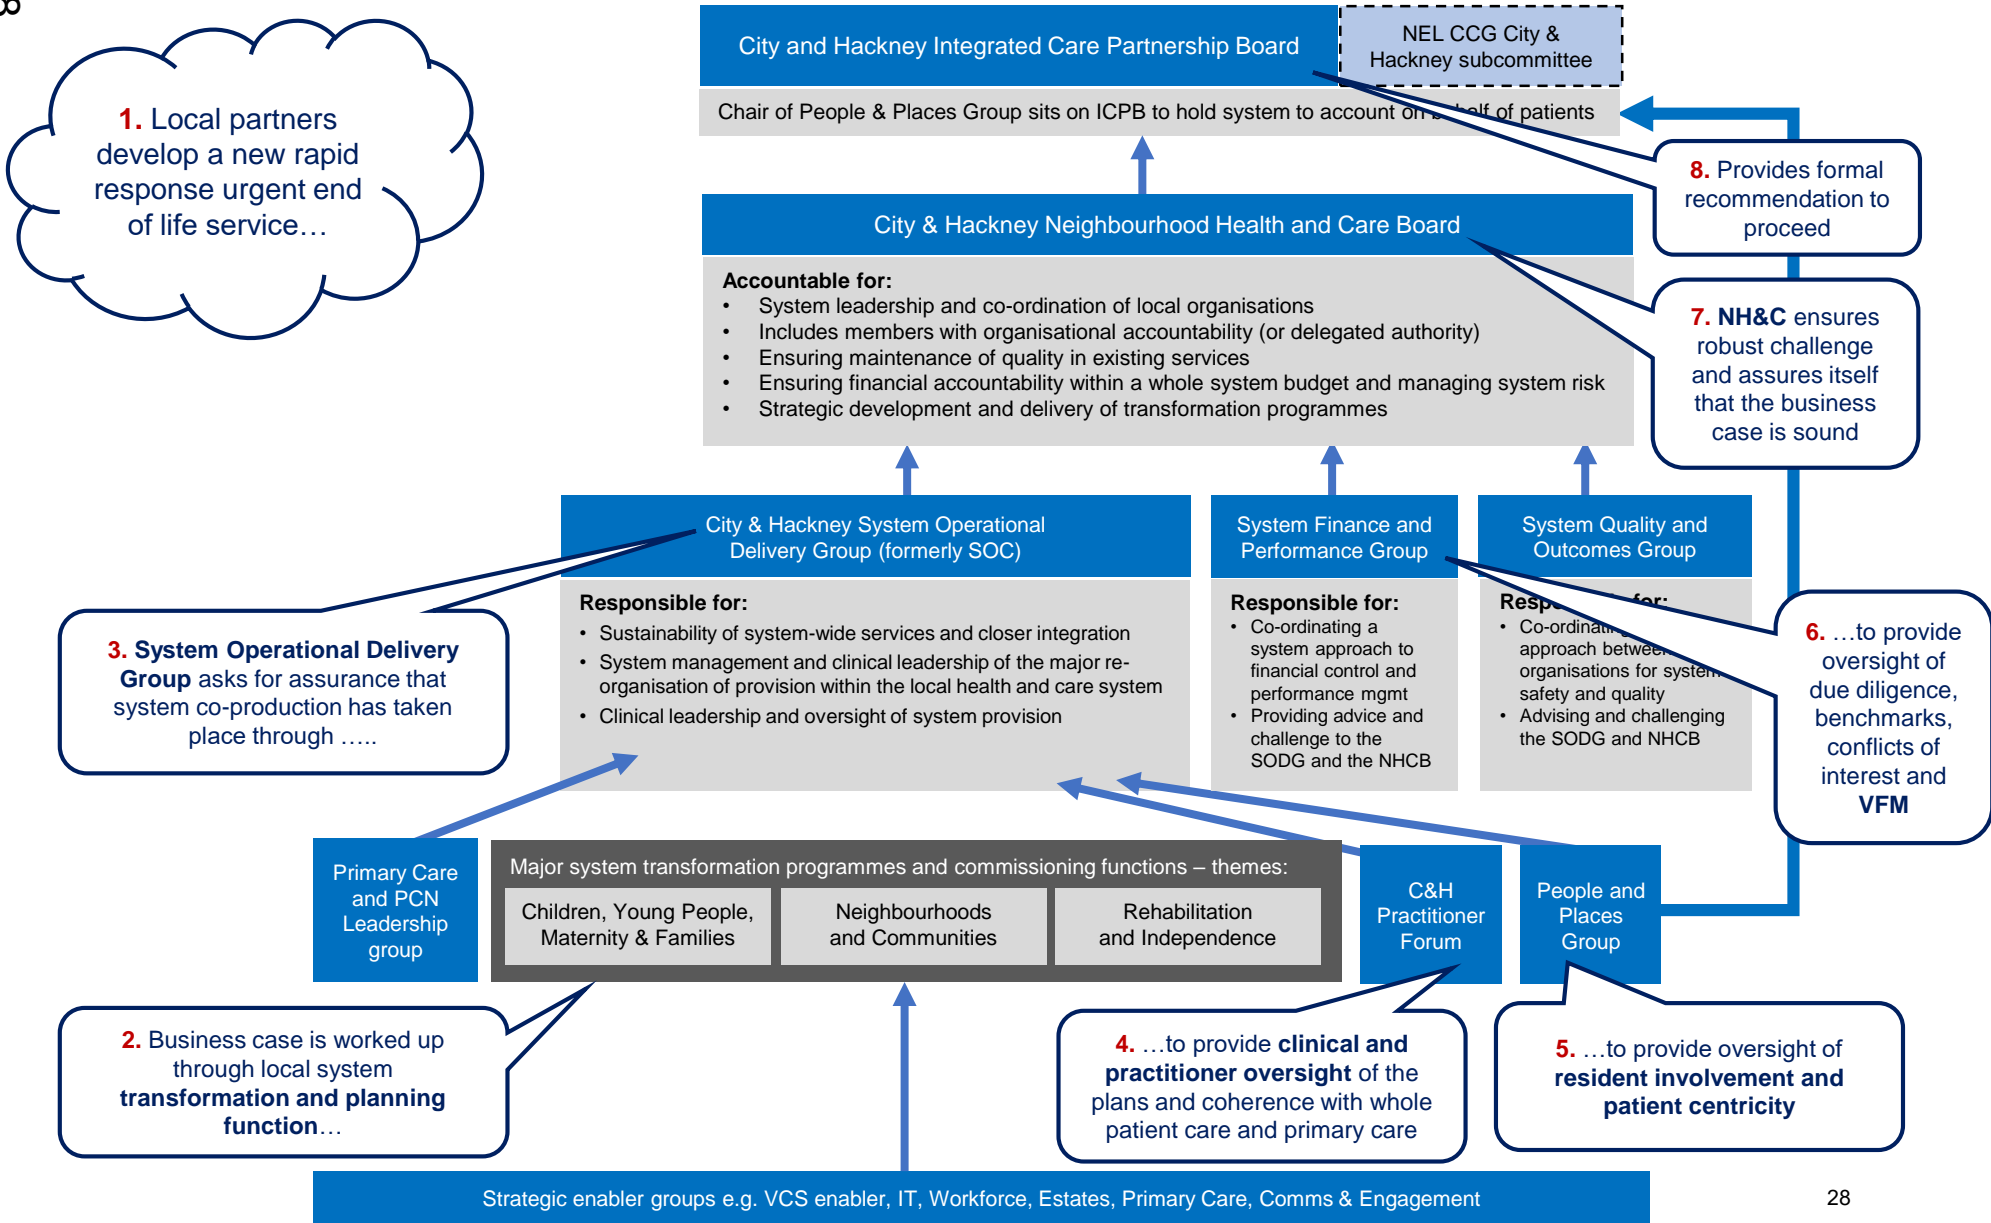 1. Local partners
develop a new rapid
response urgent end
of life service…
City and Hackney Integrated Care Partnership Board
NEL CCG City &
Hackney subcommittee
Chair of People & Places Group sits on ICPB to hold system to account on behalf of patients
8. Provides formal
recommendation to
proceed
City & Hackney Neighbourhood Health and Care Board
Accountable for:
• System leadership and co-ordination of local organisations
• Includes members with organisational accountability (or delegated authority)
• Ensuring maintenance of quality in existing services
• Ensuring financial accountability within a whole system budget and managing system risk
• Strategic development and delivery of transformation programmes
7. NH&C ensures
robust challenge
and assures itself
that the business
case is sound
City & Hackney System Operational
Delivery Group (formerly SOC)
System Finance and
Performance Group
System Quality and
Outcomes Group
3. System Operational Delivery
Group asks for assurance that
system co-production has taken
place through …..
Responsible for:
• Sustainability of system-wide services and closer integration
• System management and clinical leadership of the major re-
organisation of provision within the local health and care system
• Clinical leadership and oversight of system provision
Responsible for:
• Co-ordinating a
system approach to
financial control and
performance mgmt
• Providing advice and
challenge to the
SODG and the NHCB
Responsible for:
• Co-ordinating
approach between
organisations for system
safety and quality
• Advising and challenging
the SODG and NHCB
6. …to provide
oversight of
due diligence,
benchmarks,
conflicts of
interest and
VFM
Primary Care
and PCN
Leadership
group
Major system transformation programmes and commissioning functions – themes:
Children, Young People,
Maternity & Families
Neighbourhoods
and Communities
Rehabilitation
and Independence
C&H
Practitioner
Forum
People and
Places
Group
2. Business case is worked up
through local system
transformation and planning
function…
4. …to provide clinical and
practitioner oversight of the
plans and coherence with whole
patient care and primary care
5. …to provide oversight of
resident involvement and
patient centricity
Strategic enabler groups e.g. VCS enabler, IT, Workforce, Estates, Primary Care, Comms & Engagement
28